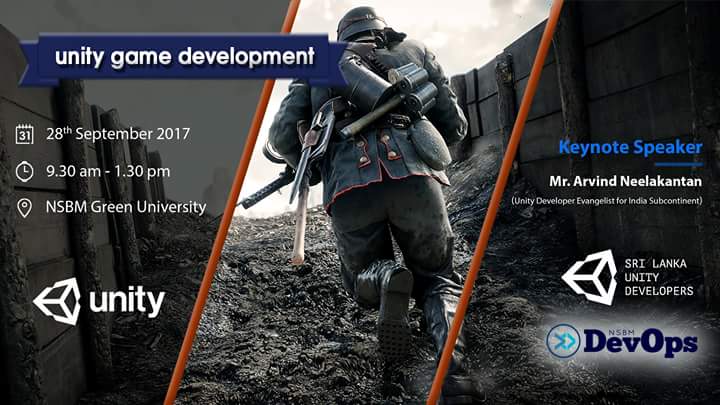 unity game development
31
28th September 2017
9.30 am - 1.30 pm
NSBM Green University
unity
Keynote Speaker
Mr. Arvind Neelakantan
(Unity Developer Evangelist for India Subcontinent)
SRI LANKA
UNITY
DEVELOPERS
NSBM
DevOps